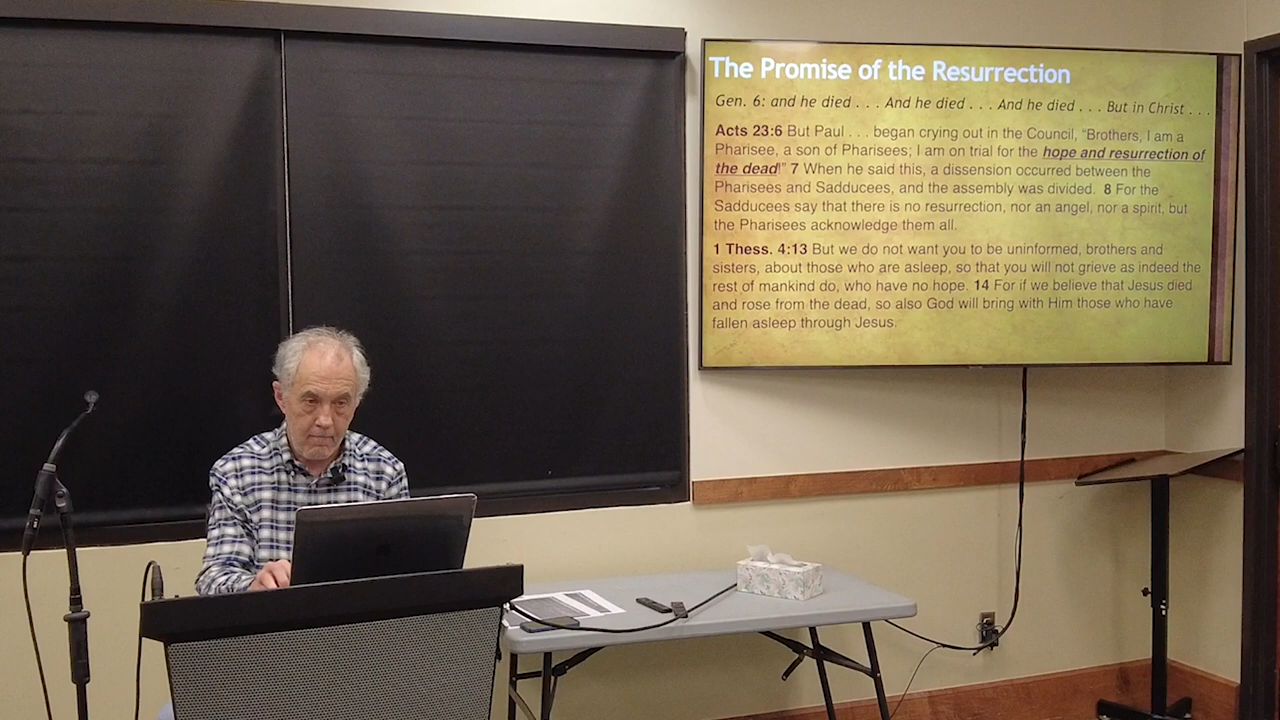 The Promise of the Resurrection
Gen. 6: and he died . . . And he died . . . And he died . . . But in Christ . . .
Acts 23:6 But Paul . . . began crying out in the Council, “Brothers, I am a
Pharisee, a son of Pharisees; I am on trial for the hope and resurrection of
the dead!” 7 When he said this, a dissension occurred between the
Pharisees and Sadducees, and the assembly was divided. 8 For the
Sadducees say that there is no resurrection, nor an angel, nor a spirit, but
the Pharisees acknowledge them all.
1 Thess. 4:13 But we do not want you to be uninformed, brothers and
sisters, about those who are asleep, so that you will not grieve as indeed the
rest of mankind do, who have no hope. 14 For if we believe that Jesus died
and rose from the dead, so also God will bring with Him those who have
fallen asleep through Jesus.